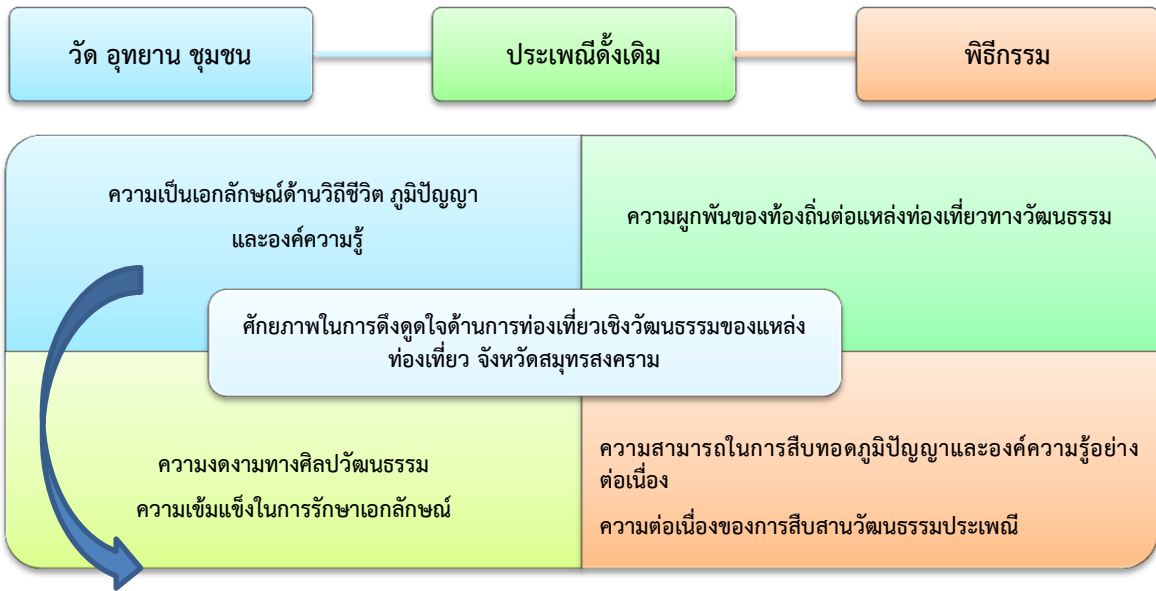 วัด อุทยาน ชุมชน
ประเพณีดั้งเดิม
พิธีกรรม
ความเป็นเอกลักษณ์ด้านวิถีชีวิต ภูมิปัญญา
และองค์ความรู้
ความผูกพันของท้องถิ่นต่อแหล่งท่องเที่ยวทางวัฒนธรรม
ศักยภาพในการดึงดูดใจด้านการท่องเที่ยวเชิงวัฒนธรรมของแหล่ง
ท่องเที่ยว จังหวัดสมุทรสงคราม
ความงดงามทางศิลปวัฒนธรรม
ความเข้มแข็งในการรักษาเอกลักษณ์
ความสามารถในการสืบทอดภูมิปัญญาและองค์ความรู้อย่าง
ต่อเนื่อง
ความต่อเนื่องของการสืบสานวัฒนธรรมประเพณี